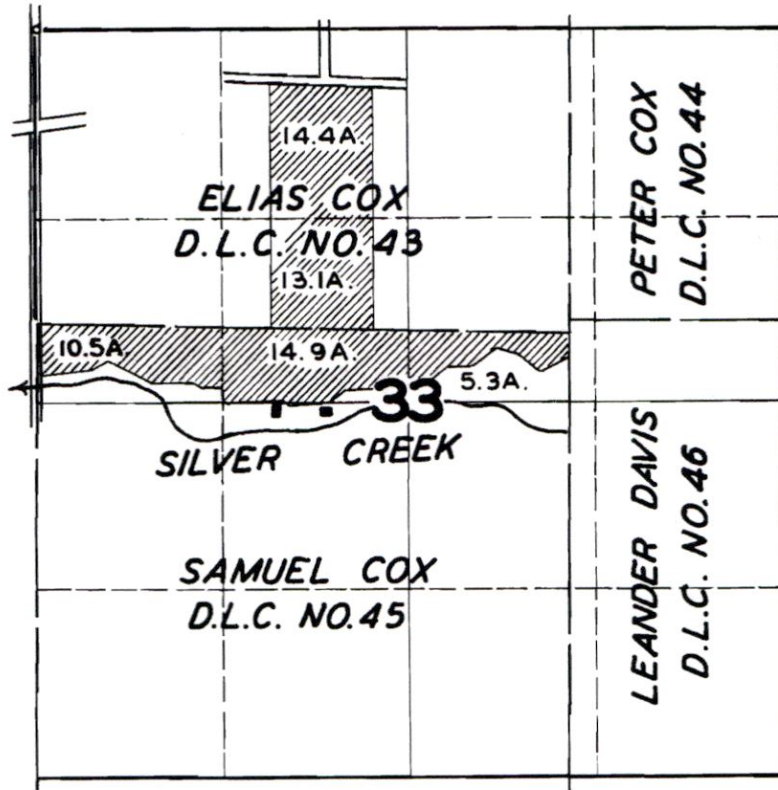 14.4A.
ELIAS COX
D.L.C. NO. 43
13.1A.
PETER COX
D.L.C. NO. 44
10.5A.
14.9A.
5.3A.
33
SILVER CREEK
SAMUEL COX
D.L.C. NO. 45
LEANDER DAVIS
D.L.C. NO. 46